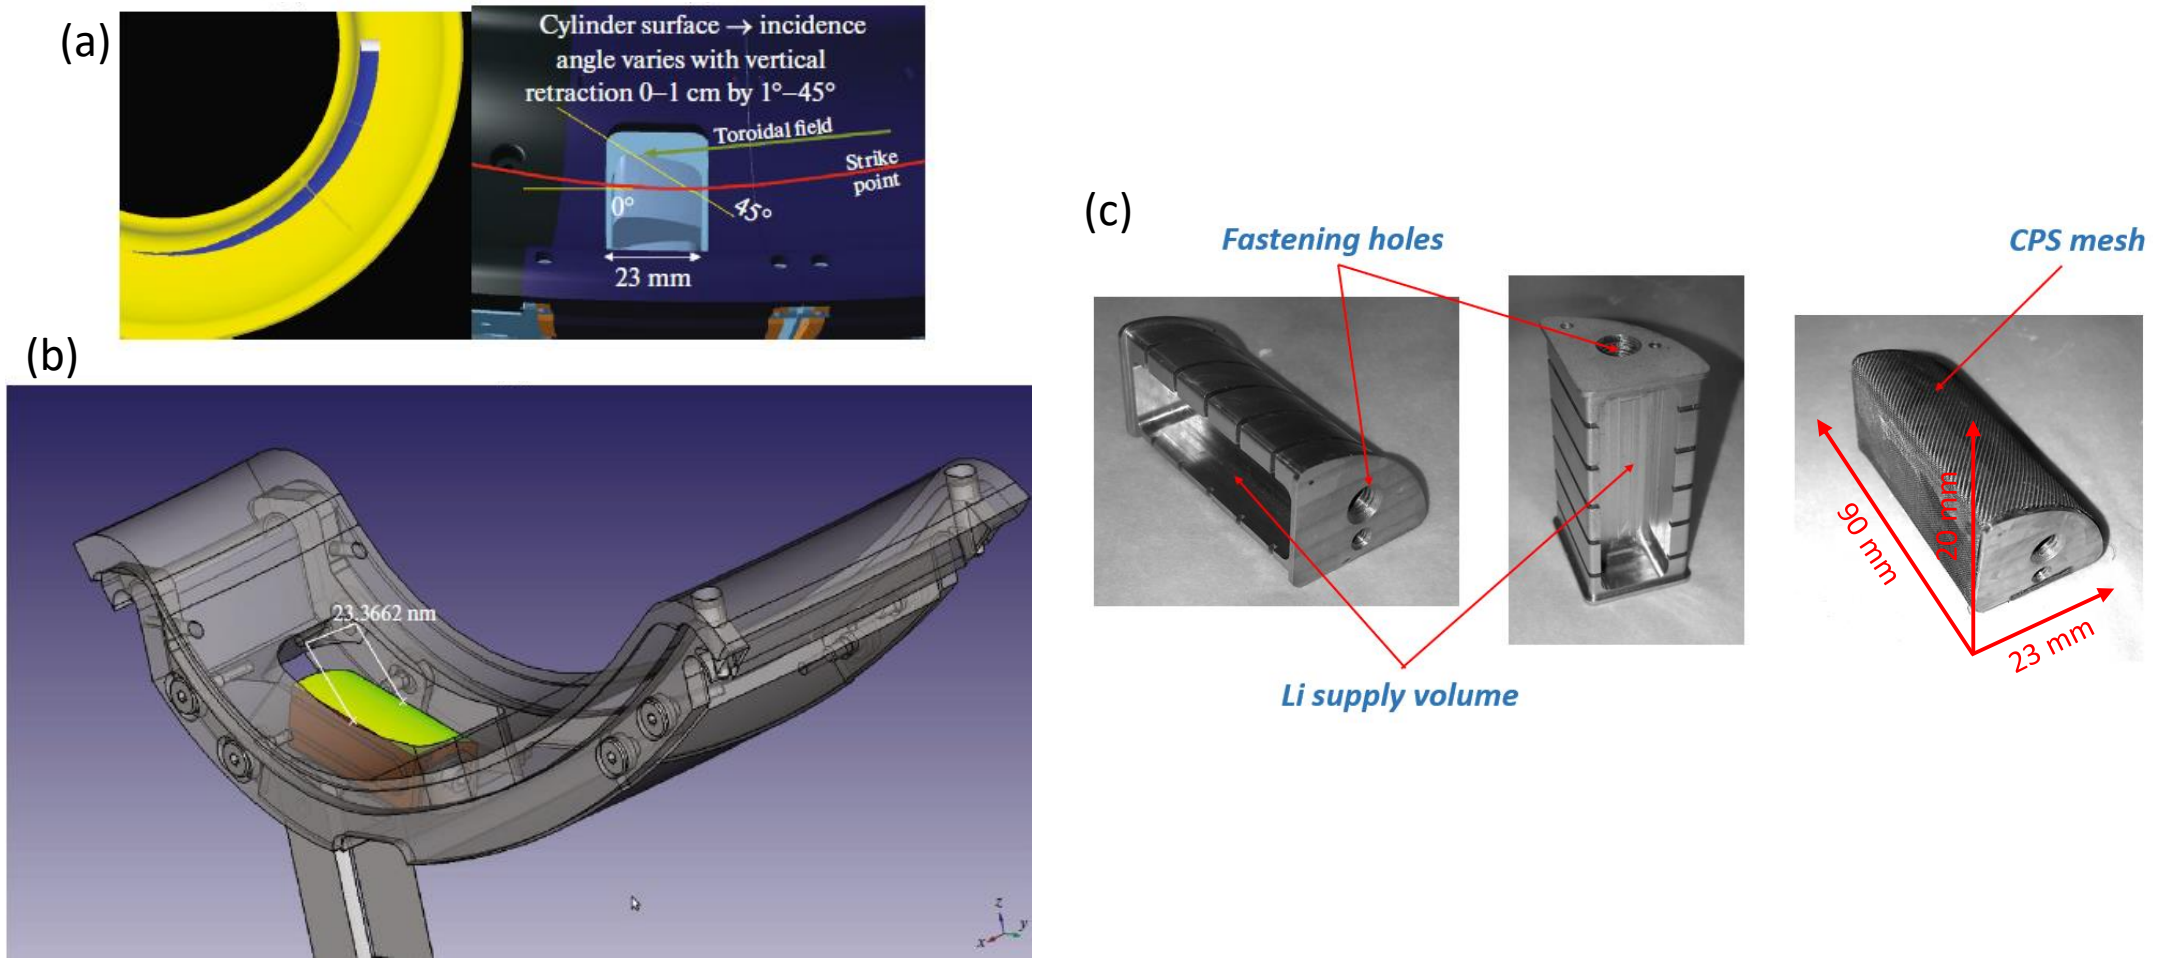 (a)
Cylinder surface → incidence
angle varies with vertical
retraction 0–1 cm by 1°–45°
Toroidal field
Strike
point
0°
45°
23 mm
(b)
23.3662 nm
z
y
x
(c)
Fastening holes
CPS mesh
Li supply volume
90 mm
20 mm
23 mm